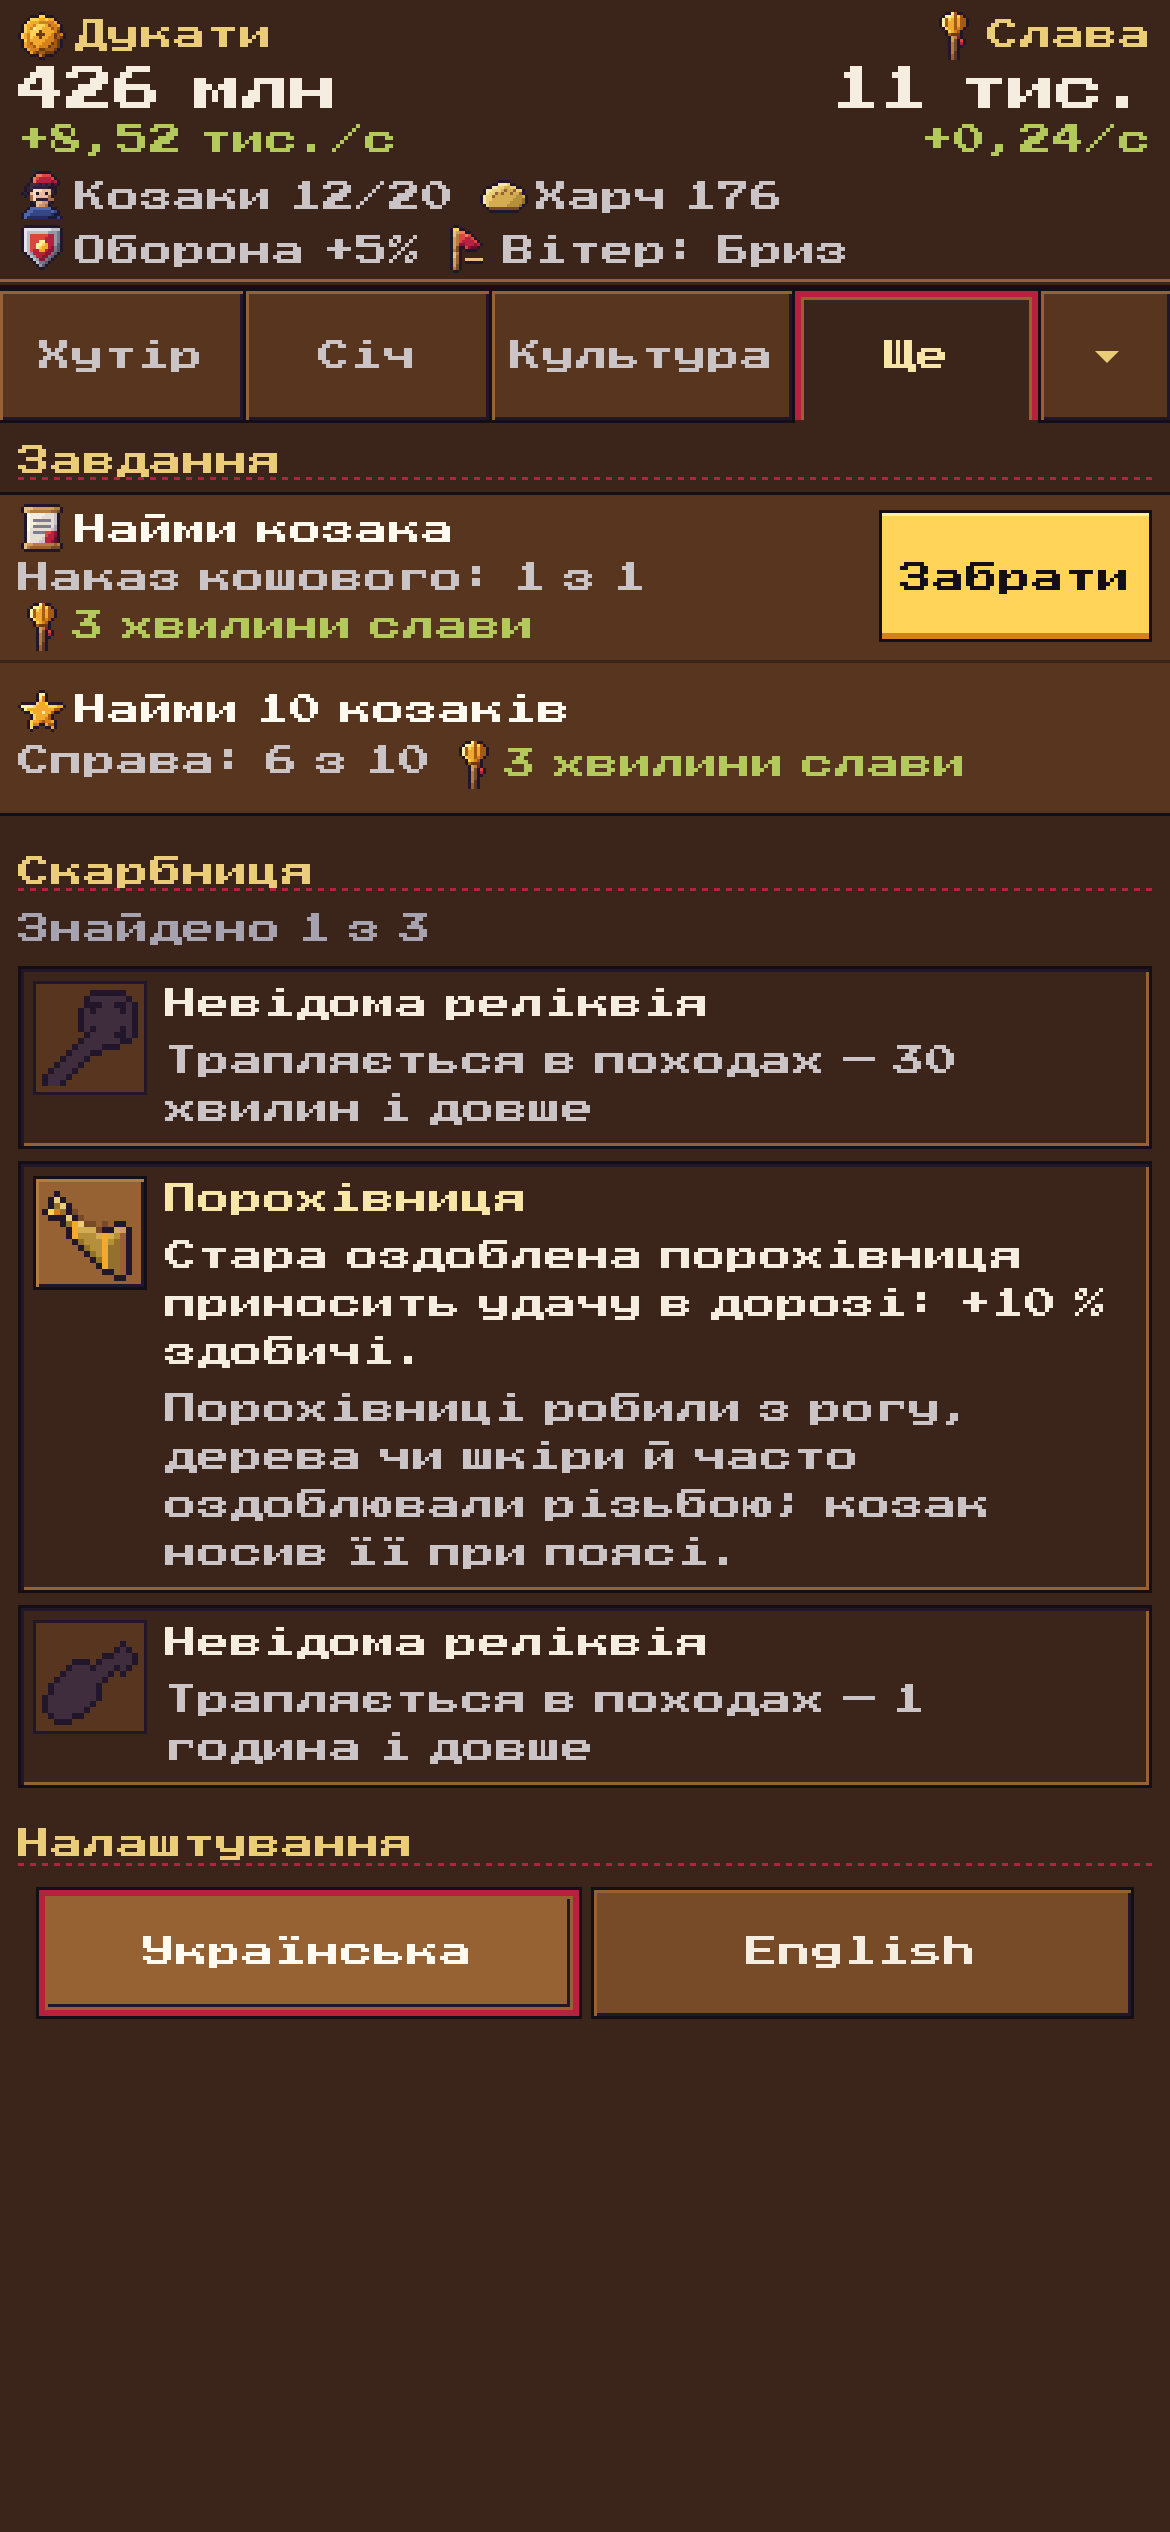 Дукати
Слава
426 млн
11 тис.
+8,52 тис./с
+0,24/с
Козаки 12/20 Харч 176
Оборона +5% Вітер: Бриз
Хутір
Січ
Культура
Ще
Завдання
Найми козака
Наказ кошового: 1 з 1
3 хвилини слави
Забрати
Найми 10 козаків
Справа: 6 з 10 3 хвилини слави
Скарбниця
Знайдено 1 з 3
Невідома реліквія
Трапляється в походах — 30
хвилин і довше
Порохівниця
Стара оздоблена порохівниця
приносить удачу в дорозі: +10 %
здобичі.
Порохівниці робили з рогу,
дерева чи шкіри й часто
оздоблювали різьбою; козак
носив її при поясі.
Невідома реліквія
Трапляється в походах — 1
година і довше
Налаштування
Українська
English